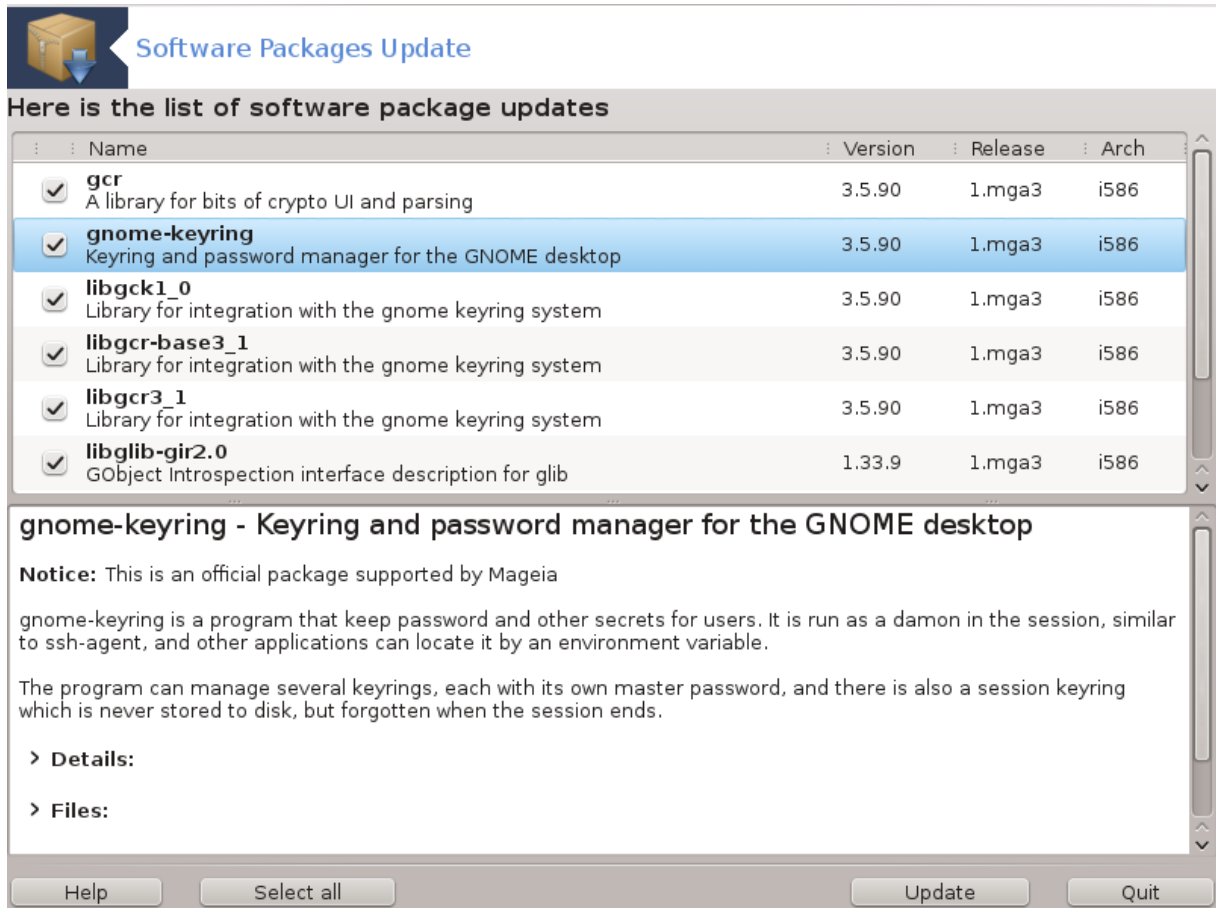 Software Packages Update
Here is the list of software package updates
Name Version Release Arch
gcr
A library for bits of crypto UI and parsing 3.5.90 1.mga3 i586
gnome-keyring
Keyring and password manager for the GNOME desktop 3.5.90 1.mga3 i586
libgck1_0
Library for integration with the gnome keyring system 3.5.90 1.mga3 i586
libgcr-base3_1
Library for integration with the gnome keyring system 3.5.90 1.mga3 i586
libgcr3_1
Library for integration with the gnome keyring system 3.5.90 1.mga3 i586
libglib-gir2.0
GObject Introspection interface description for glib 1.33.9 1.mga3 i586
gnome-keyring - Keyring and password manager for the GNOME desktop
Notice: This is an official package supported by Mageia
gnome-keyring is a program that keep password and other secrets for users. It is run as a damon in the session, similar
to ssh-agent, and other applications can locate it by an environment variable.
The program can manage several keyrings, each with its own master password, and there is also a session keyring
which is never stored to disk, but forgotten when the session ends.
Details:
Files:
Help Select all Update Quit